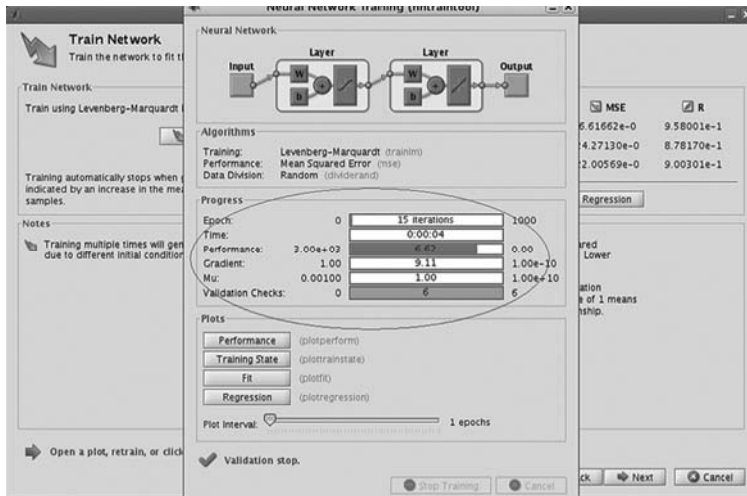 Neural Network Training (nntraintool)
Train Network
Train the network to fit t
Train Network
Train using Levenberg-Marquardt
Training automatically stops when
indicated by an increase in the mea
samples.
Notes
Training multiple times will gen
due to different initial condition
Open a plot, retrain, or click
Neural Network
Layer
Layer
Input
Output
W
b
+
W
b
+
Algorithms
Training: Levenberg-Marquardt (trainlm)
Performance: Mean Squared Error (mse)
Data Division: Random (dividerand)
Progress
Epoch: 0 15 iterations 1000
Time: 0:00:04
Performance: 3.00e+03 6.62 0.00
Gradient: 1.00 9.11 1.00e-10
Mu: 0.00100 1.00 1.00e+10
Validation Checks: 0 6 6
Plots
Performance (plotperform)
Training State (plottrainstate)
Fit (plotfit)
Regression (plotregression)
Plot Interval: 1 epochs
Validation stop.
Stop Training
Cancel
MSE R
6.61662e-0 9.58001e-1
4.27130e-0 8.78170e-1
2.00569e-0 9.00301e-1
Regression
ared
Lower
ation
e of 1 means
nship.
ck
Next
Cancel